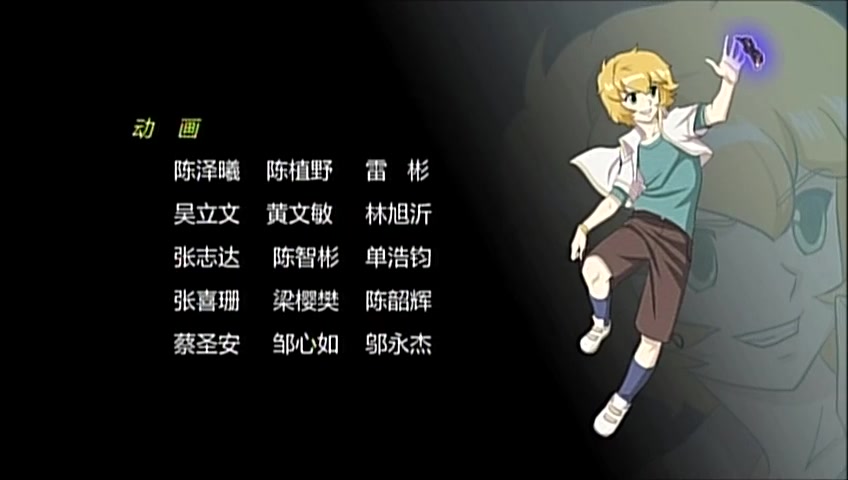 动 画
陈泽曦 陈植野 雷 彬
吴立文 黄文敏 林旭沂
张志达 陈智彬 单浩钧
张喜珊 梁樱樊 陈韶辉
蔡圣安 邹心如 邬永杰